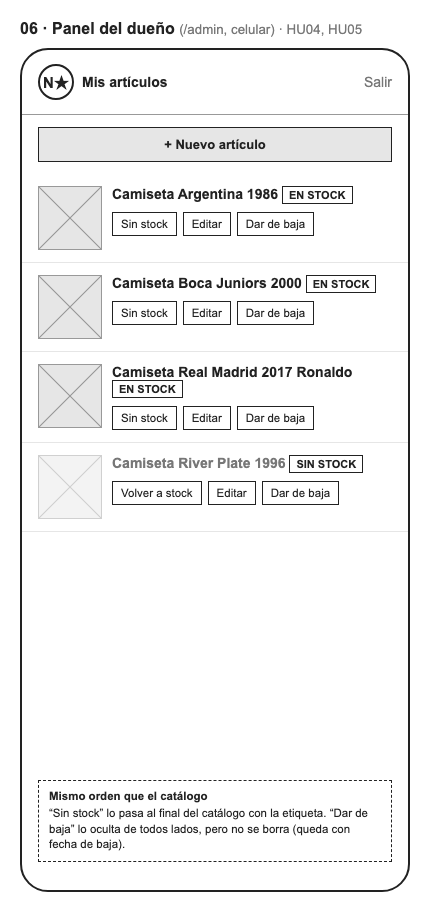 06 · Panel del dueño (/admin, celular) · HU04, HU05
N★ Mis artículos Salir
+ Nuevo artículo
Camiseta Argentina 1986 EN STOCK
Sin stock Editar Dar de baja
Camiseta Boca Juniors 2000 EN STOCK
Sin stock Editar Dar de baja
Camiseta Real Madrid 2017 Ronaldo
EN STOCK
Sin stock Editar Dar de baja
Camiseta River Plate 1996 SIN STOCK
Volver a stock Editar Dar de baja
Mismo orden que el catálogo
“Sin stock” lo pasa al final del catálogo con la etiqueta. “Dar de
baja” lo oculta de todos lados, pero no se borra (queda con
fecha de baja).